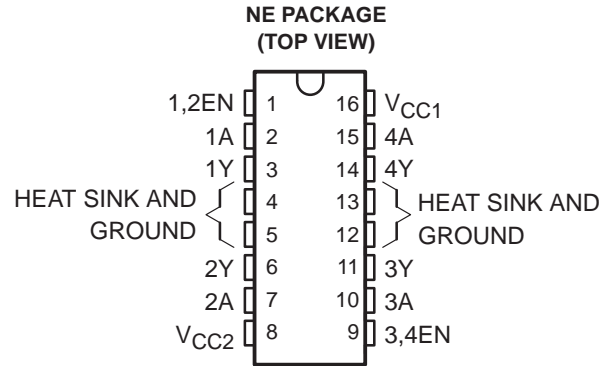 NE PACKAGE
(TOP VIEW)
1,2EN 1 16 VCC1
1A 2 15 4A
1Y 3 14 4Y
HEAT SINK AND 4 13 HEAT SINK AND
GROUND 5 12 GROUND
2Y 6 11 3Y
2A 7 10 3A
VCC2 8 9 3,4EN